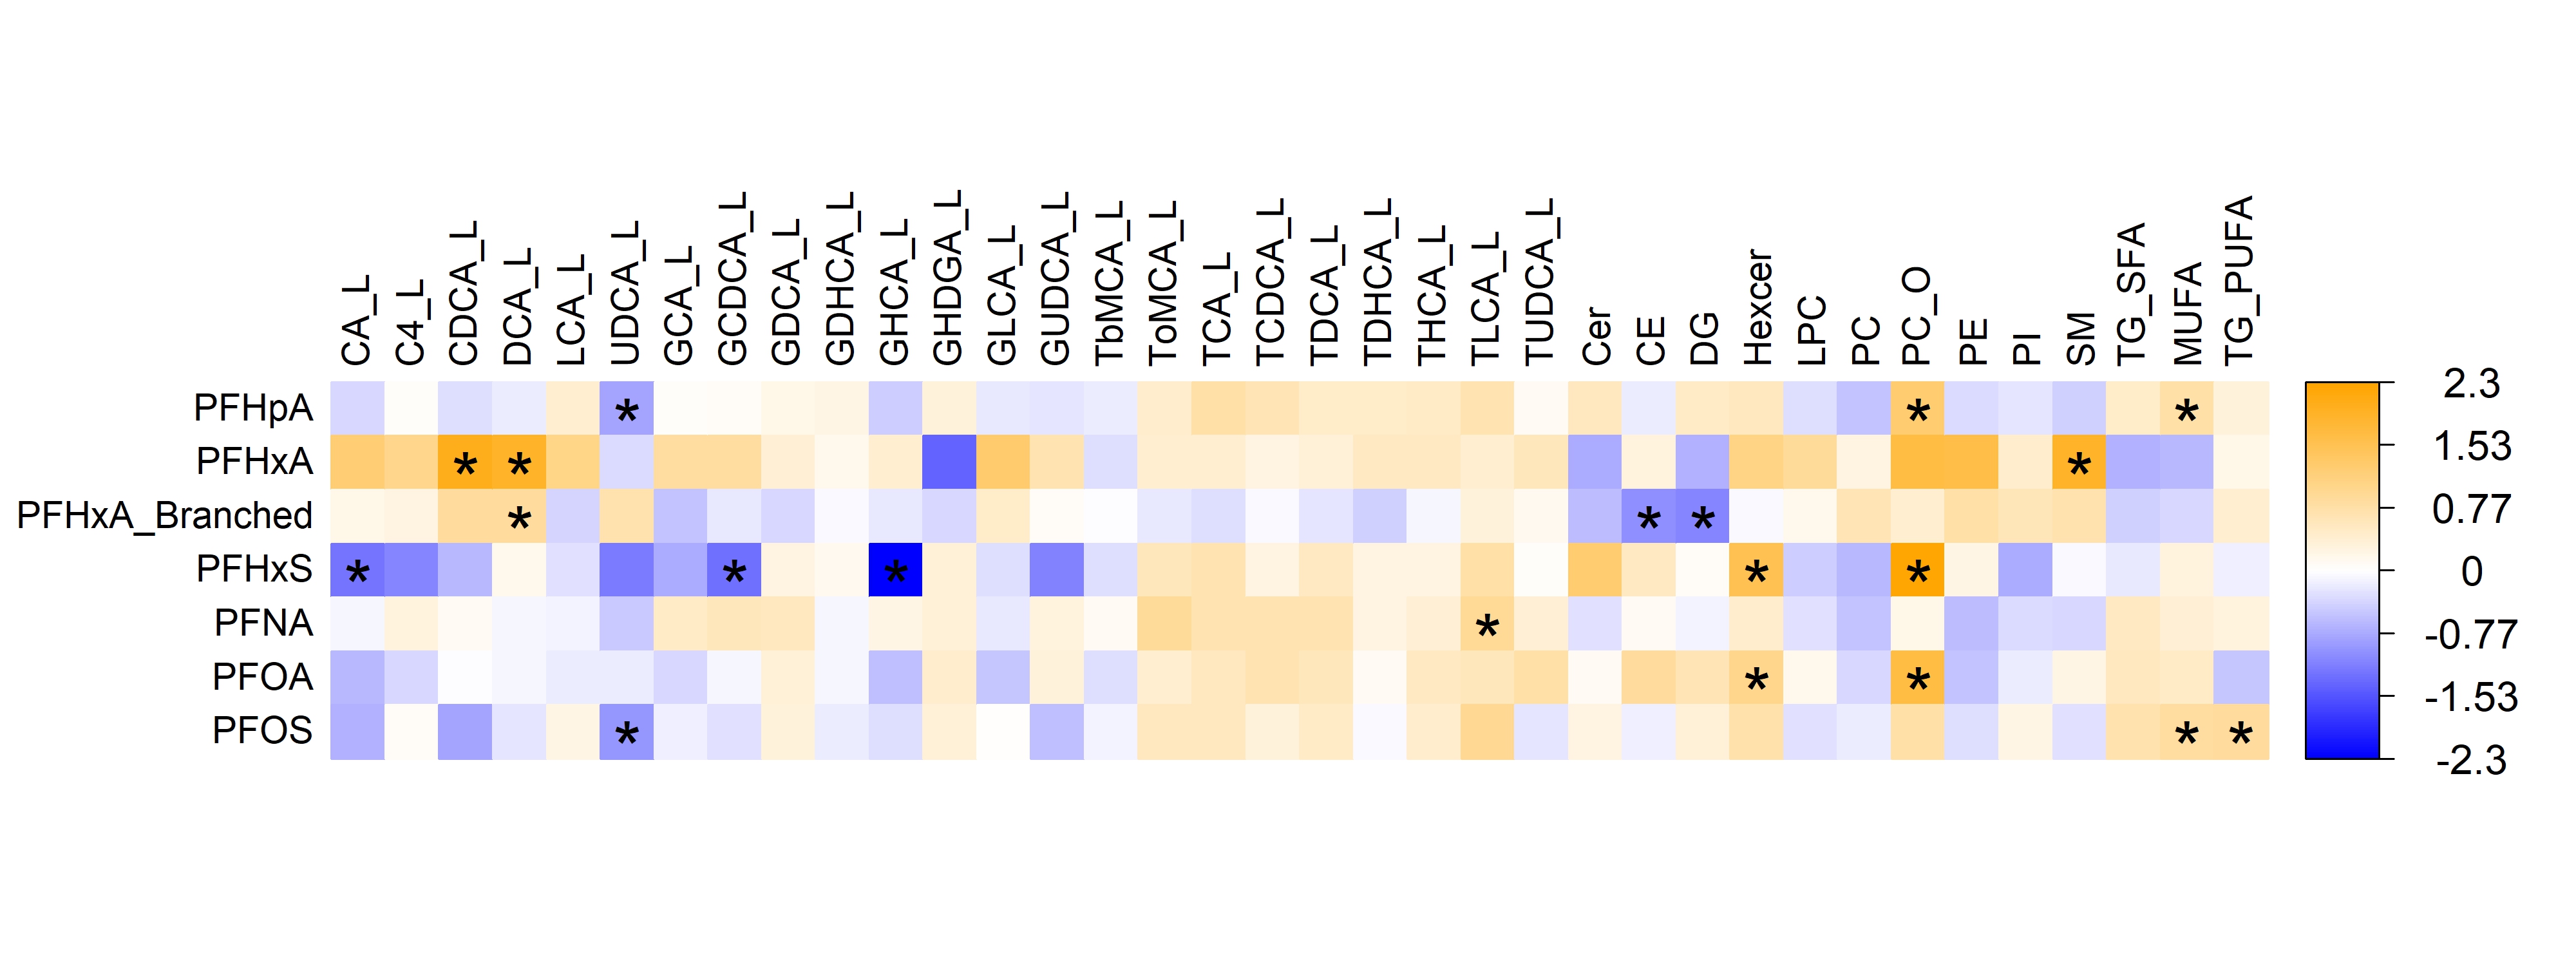 CA_L
C4_L
CDCA_L
DCA_L
LCA_L
UDCA_L
GCA_L
GCDCA_L
GDCA_L
GDHCA_L
GHCA_L
GHDGA_L
GLCA_L
GUDCA_L
TbMCA_L
ToMCA_L
TCA_L
TCDCA_L
TDCA_L
TDHCA_L
THCA_L
TLCA_L
TUDCA_L
Cer
CE
DG
Hexcer
LPC
PC
PC_O
PE
PI
SM
TG_SFA
MUFA
TG_PUFA
PFHpA * * *
PFHxA * * *
PFHxA_Branched * * *
PFHxS * * * * *
PFNA *
PFOA * *
PFOS * * *
2.3
1.53
0.77
0
-0.77
-1.53
-2.3